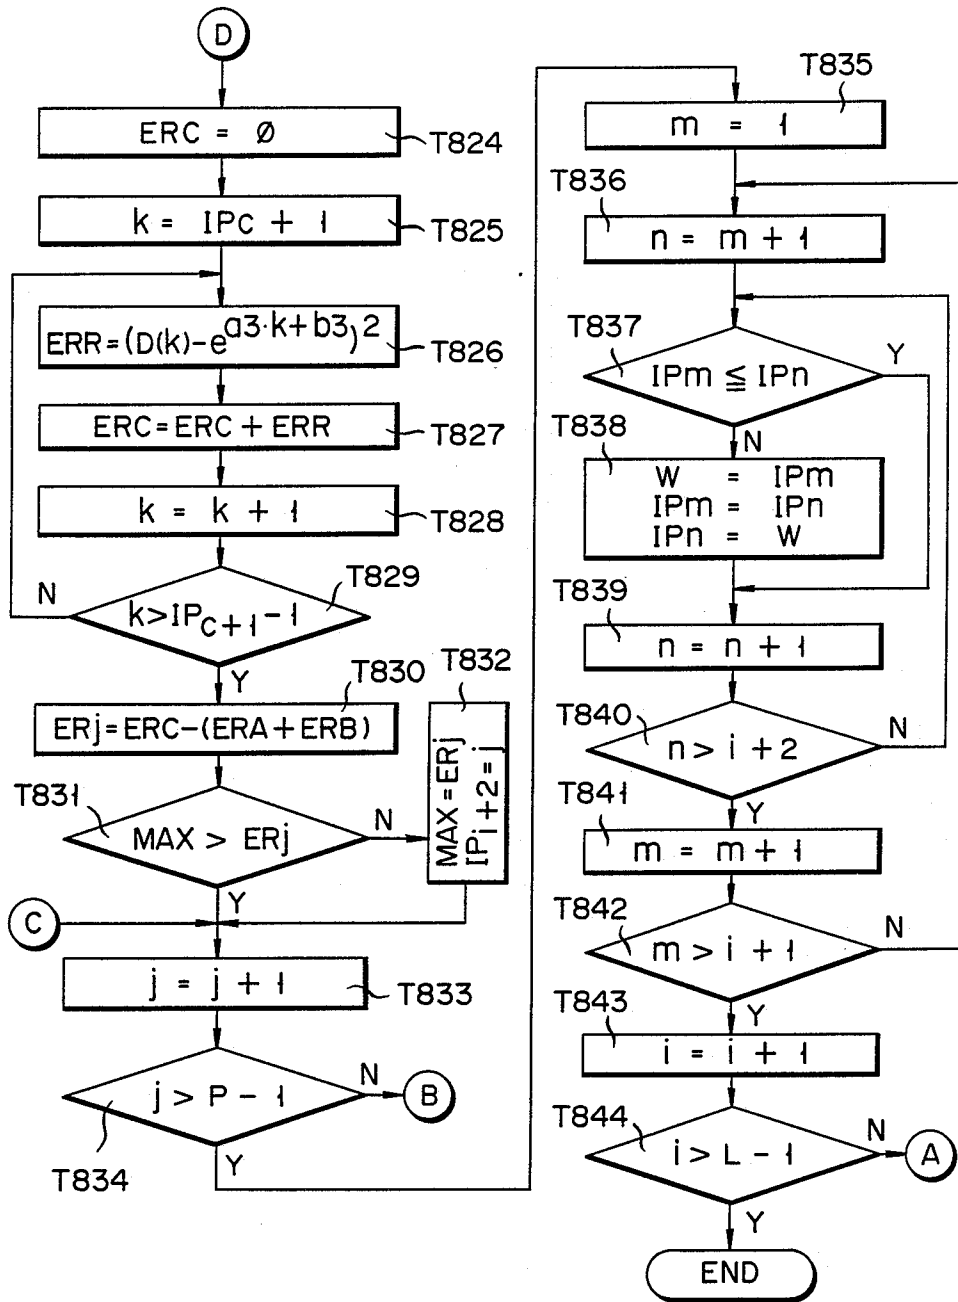 D
ERC = Ø
T824
k = IPc + 1
T825
ERR=(D(k)-e^a3·k+b3)^2
T826
ERC=ERC + ERR
T827
k = k + 1
T828
T829
N
k>IP_C+1-1
Y
T830
T832
ERj=ERC-(ERA+ERB)
MAX=ERj
IP_i+2=j
T831
MAX > ERj
N
Y
C
j = j + 1
T833
j > P - 1
N
B
T834
Y
T835
m = 1
T836
n = m + 1
T837
IPm ≦ IPn
Y
N
T838
W = IPm
IPm = IPn
IPn = W
T839
n = n + 1
T840
n > i + 2
N
Y
T841
m = m + 1
T842
m > i + 1
N
Y
T843
i = i + 1
T844
i > L - 1
N
A
Y
END